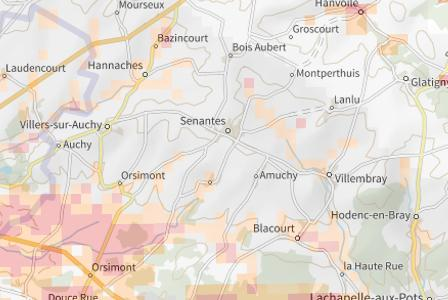 Mourseux
Hanvoile
Groscourt
Bazincourt
Bois Aubert
Hannaches
Laudencourt
Montperthuis
Glatigny
Lanlu
Senantes
Villers-sur-Auchy
Auchy
Orsimont
Amuchy
Villembray
Hodenc-en-Bray
Blacourt
Orsimont
la Haute Rue
Douce Rue
Lachapelle-aux-Pots